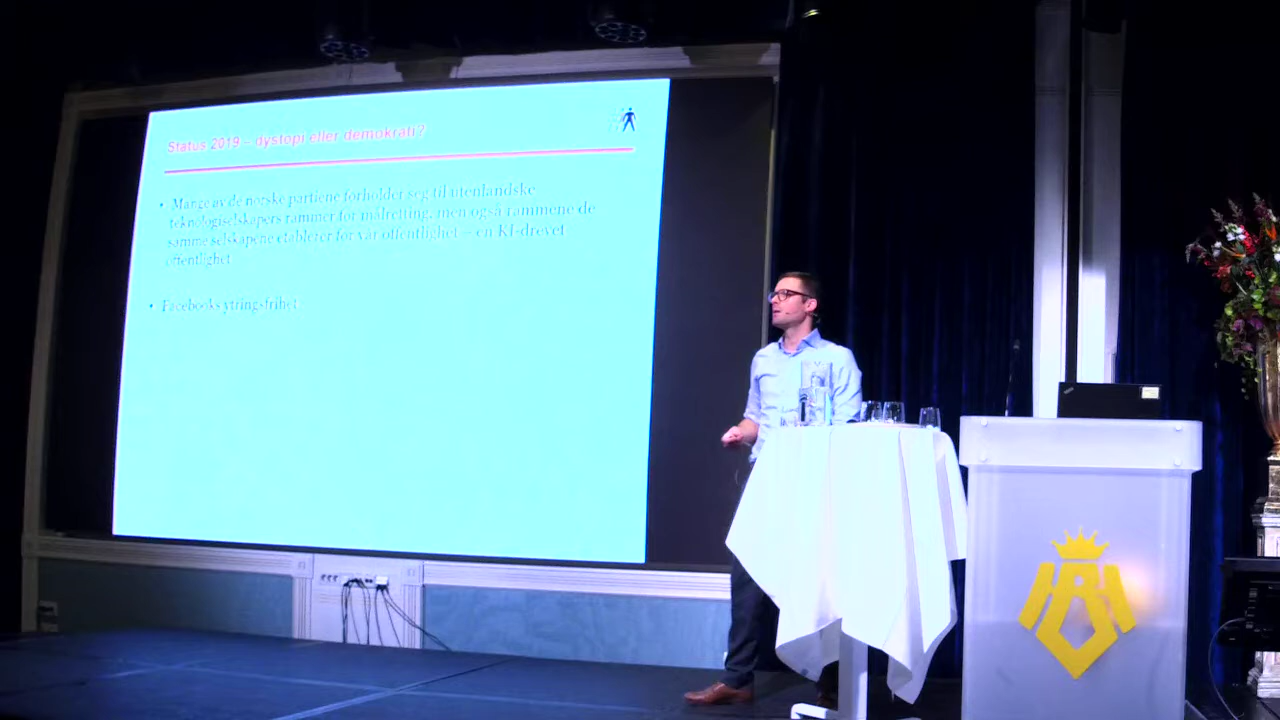 Status 2019 – dystopi eller demokrati?
• Mange av de norske partiene forholder seg til utenlandske
teknologiselskapers rammer for målretting, men også rammene de
samme selskapene etablerer for vår offentlighet – en KI-drevet
offentlighet
• Facebooks ytringsfrihet